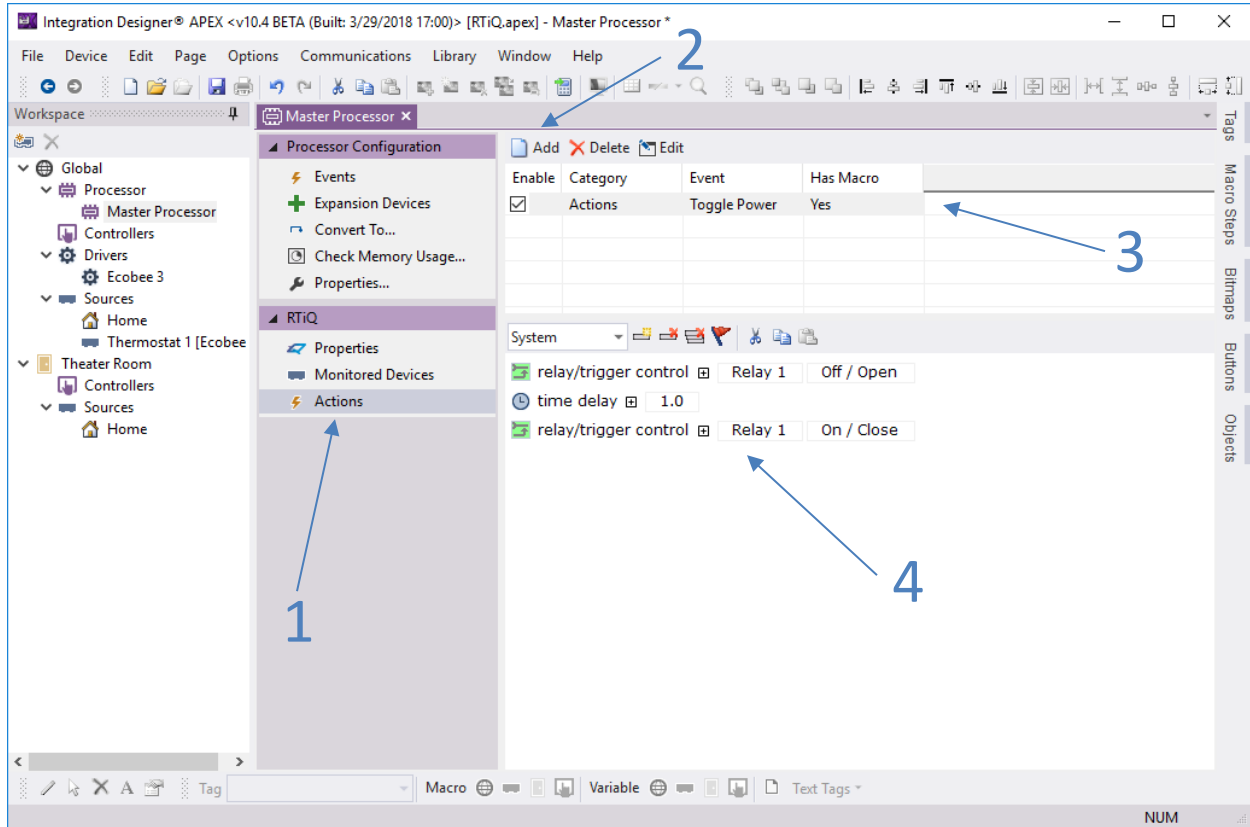 Integration Designer® APEX <v10.4 BETA (Built: 3/29/2018 17:00)> [RTiQ.apex] - Master Processor *
File Device Edit Page Options Communications Library Window Help
2
Workspace
Master Processor
Global
Processor
Master Processor
Controllers
Drivers
Ecobee 3
Sources
Home
Thermostat 1 [Ecobee
Theater Room
Controllers
Sources
Home
Processor Configuration
Events
Expansion Devices
Convert To...
Check Memory Usage...
Properties...
RTiQ
Properties
Monitored Devices
Actions
1
Add Delete Edit
Enable Category Event Has Macro
Actions Toggle Power Yes
3
System
relay/trigger control Relay 1 Off / Open
time delay 1.0
relay/trigger control Relay 1 On / Close
4
Tags
Macro Steps
Bitmaps
Buttons
Objects
A Tag Macro Variable Text Tags
NUM